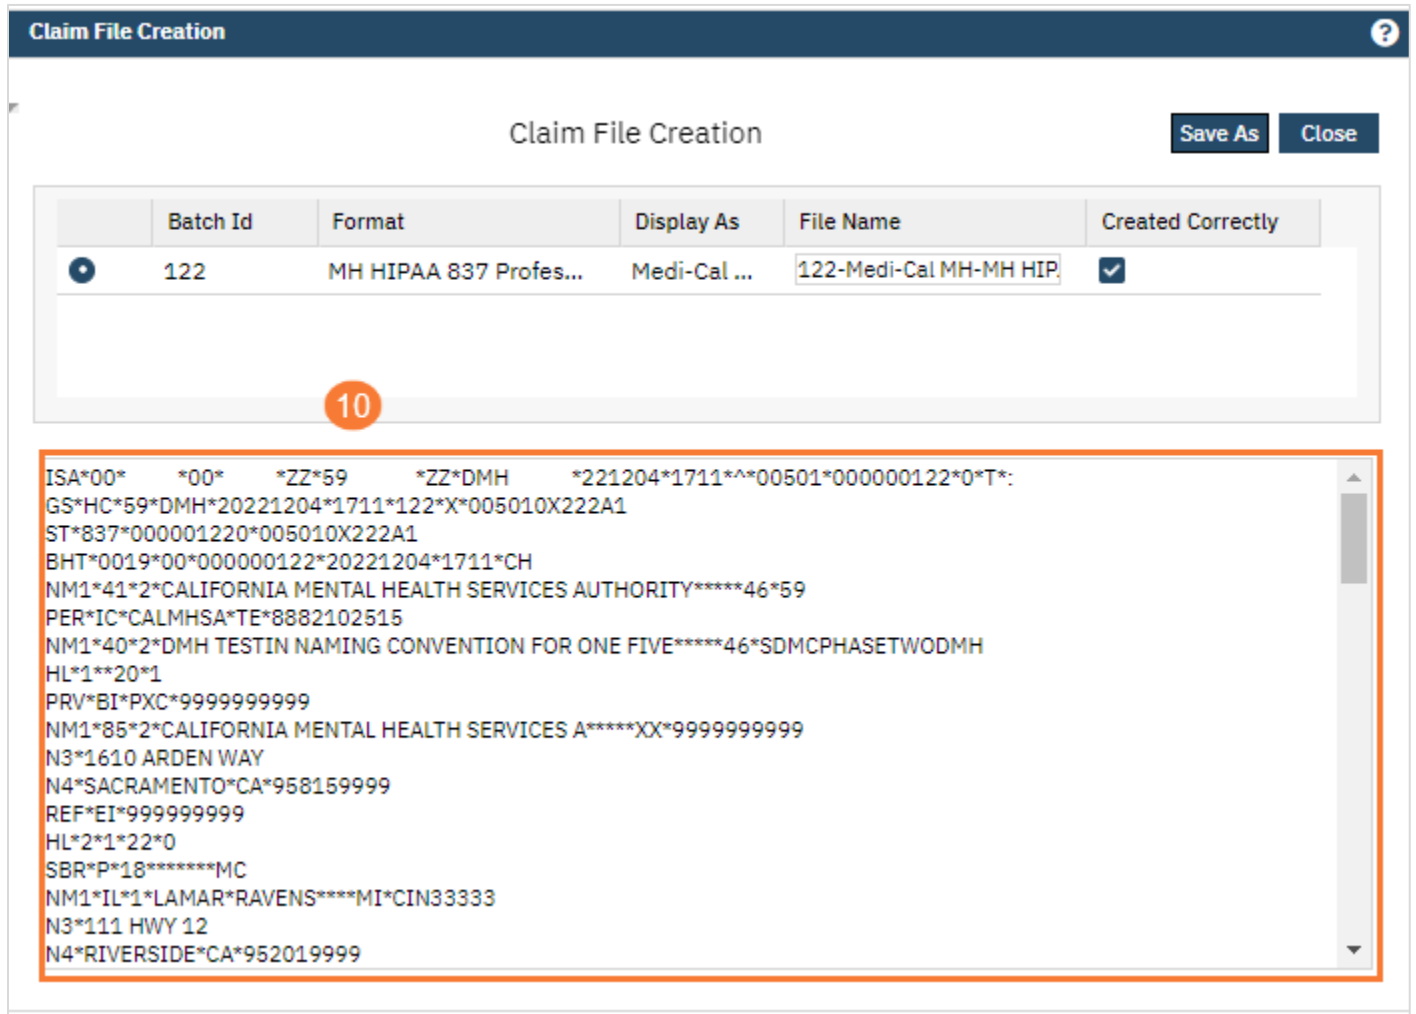 Claim File Creation ?
Claim File Creation
Save As Close
Batch Id Format Display As File Name Created Correctly
122 MH HIPAA 837 Profes... Medi-Cal ... 122-Medi-Cal MH-MH HIP
10
ISA*00*          *00*          *ZZ*59             *ZZ*DMH            *221204*1711*^*00501*000000122*0*T*:
GS*HC*59*DMH*20221204*1711*122*X*005010X222A1
ST*837*000001220*005010X222A1
BHT*0019*00*000000122*20221204*1711*CH
NM1*41*2*CALIFORNIA MENTAL HEALTH SERVICES AUTHORITY*****46*59
PER*IC*CALMHSA*TE*8882102515
NM1*40*2*DMH TESTIN NAMING CONVENTION FOR ONE FIVE*****46*SDMCPHASETWODMH
HL*1**20*1
PRV*BI*PXC*9999999999
NM1*85*2*CALIFORNIA MENTAL HEALTH SERVICES A*****XX*9999999999
N3*1610 ARDEN WAY
N4*SACRAMENTO*CA*958159999
REF*EI*999999999
HL*2*1*22*0
SBR*P*18*******MC
NM1*IL*1*LAMAR*RAVENS****MI*CIN33333
N3*111 HWY 12
N4*RIVERSIDE*CA*952019999